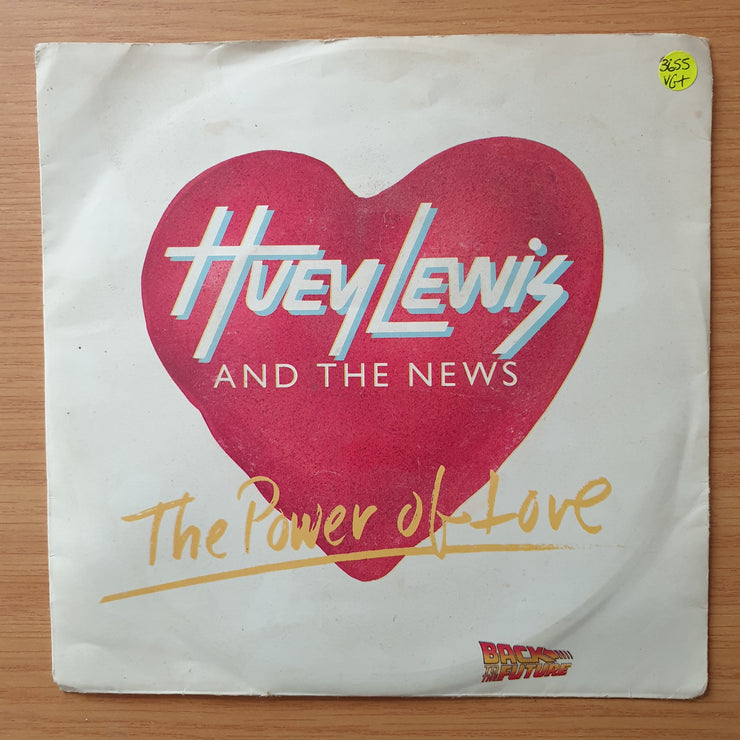 3655
VG+
HUEY LEWIS
AND THE NEWS
The Power of Love
BACK
TO THE
FUTURE